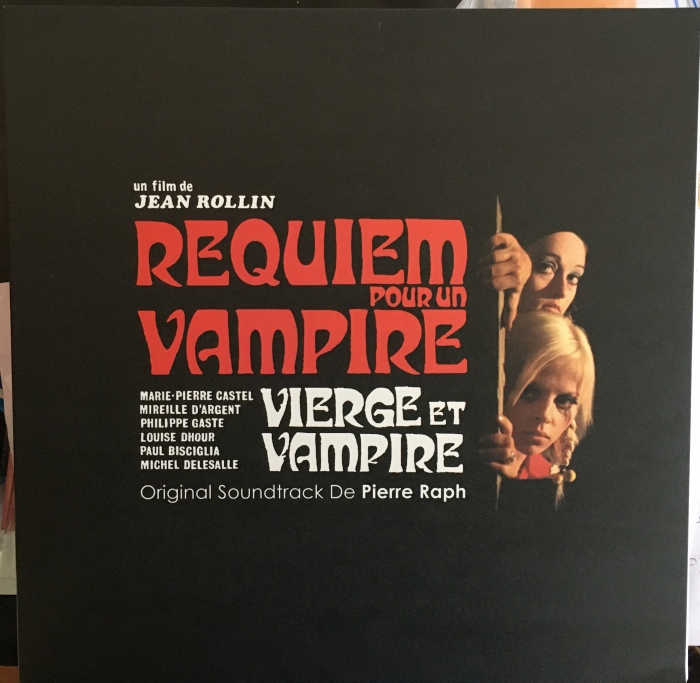 un film de
JEAN ROLLIN
REQUIEM
POUR UN
VAMPIRE
MARIE-PIERRE CASTEL
MIREILLE D'ARGENT
PHILIPPE GASTE
LOUISE DHOUR
PAUL BISCIGLIA
MICHEL DELESALLE
VIERGE ET
VAMPIRE
Original Soundtrack De Pierre Raph